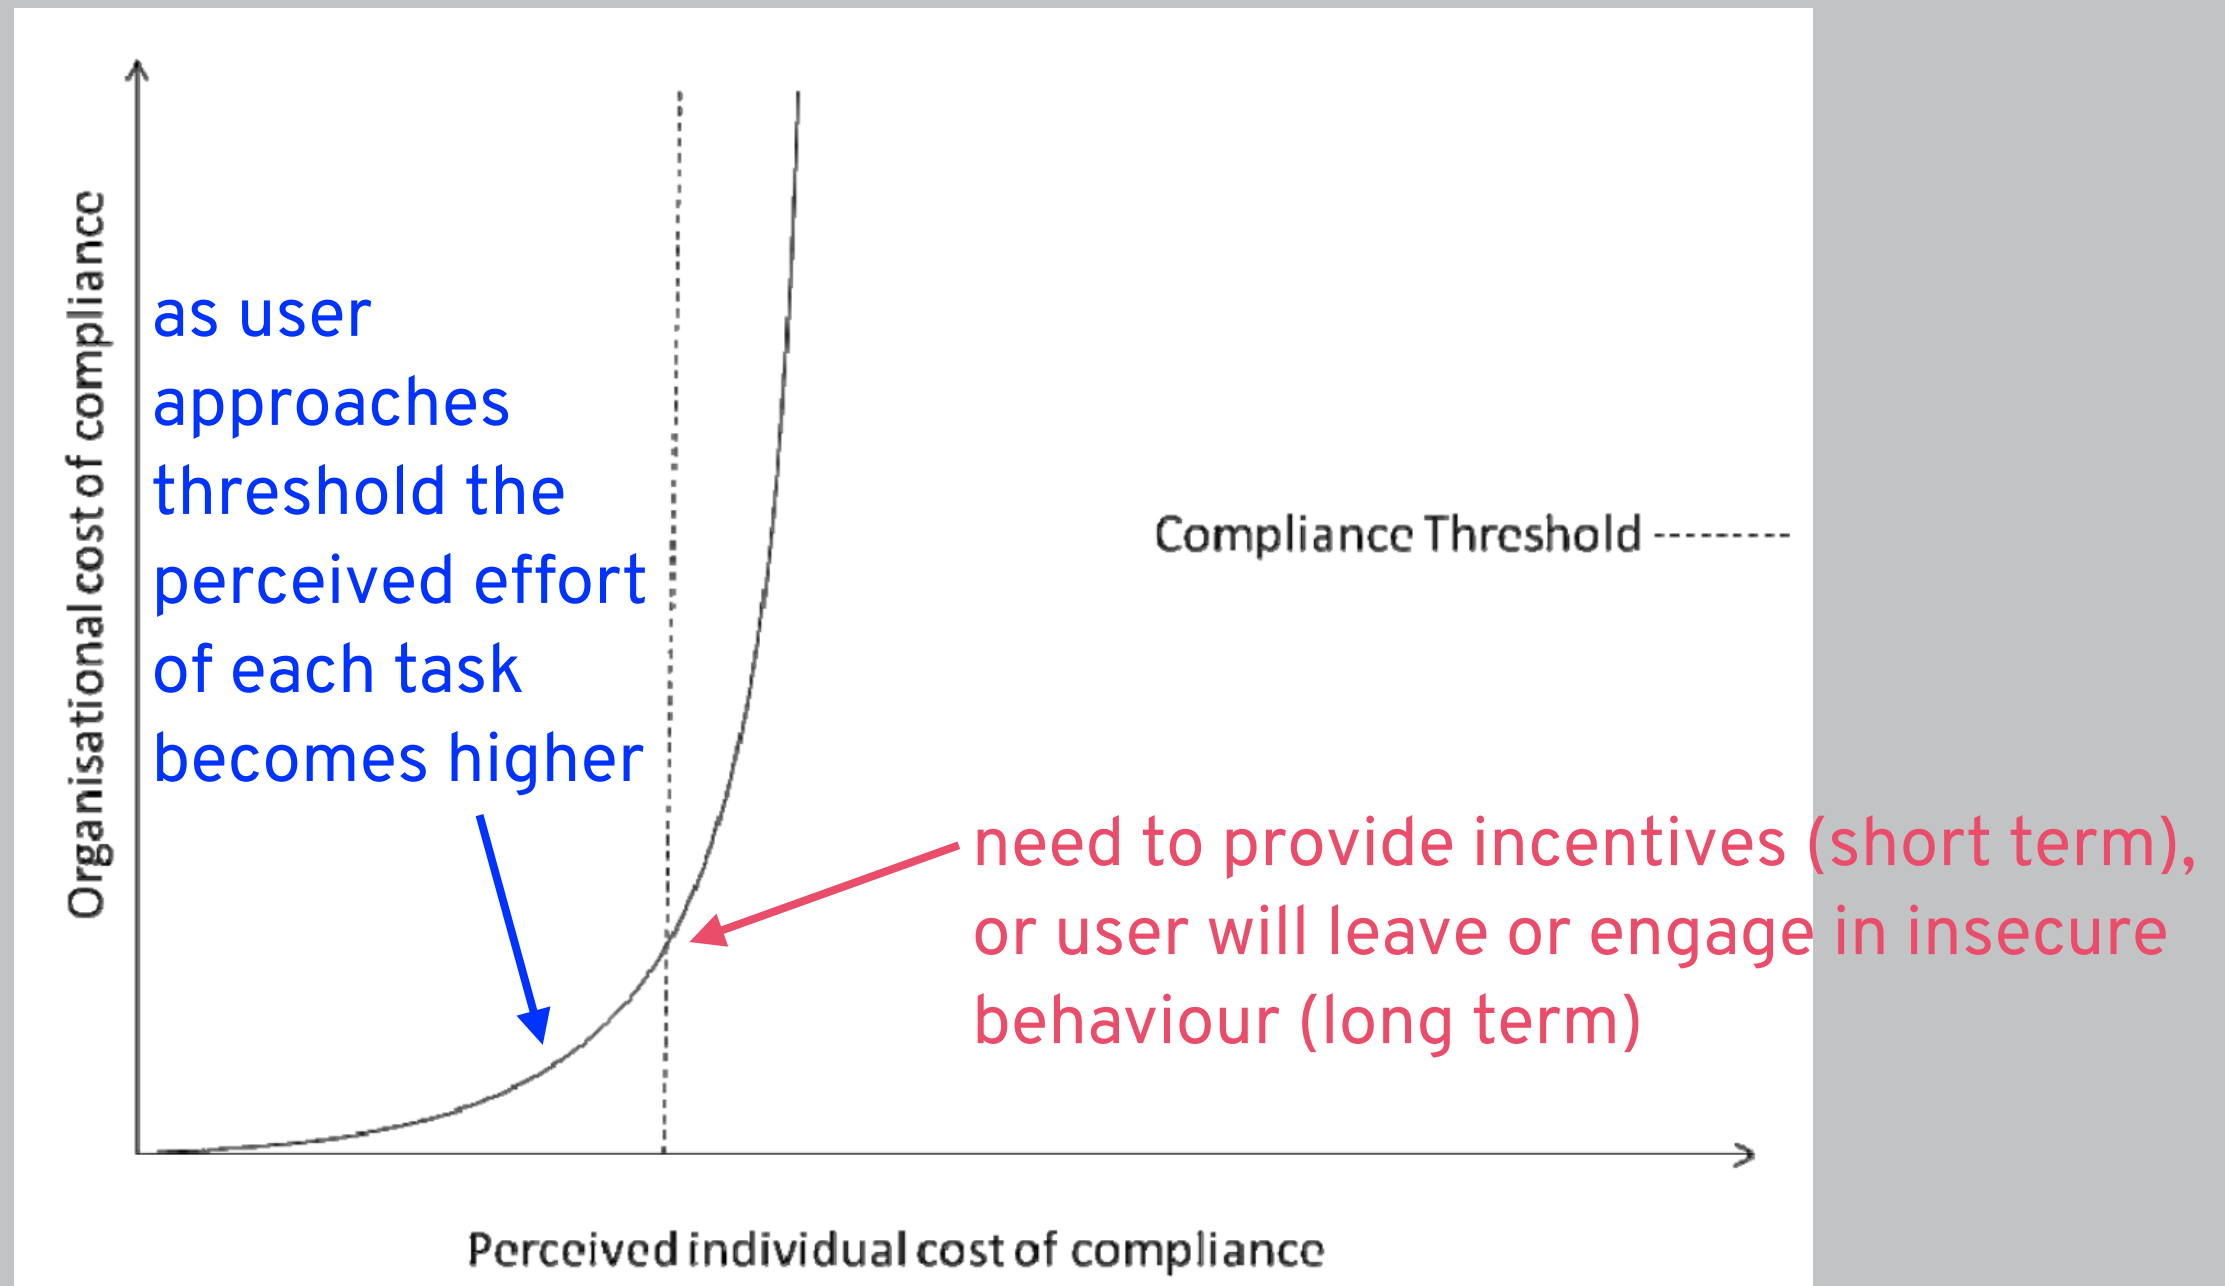 Organisational cost of compliance
as user
approaches
threshold the
perceived effort
of each task
becomes higher
Compliance Threshold
need to provide incentives (short term),
or user will leave or engage in insecure
behaviour (long term)
Perceived individual cost of compliance